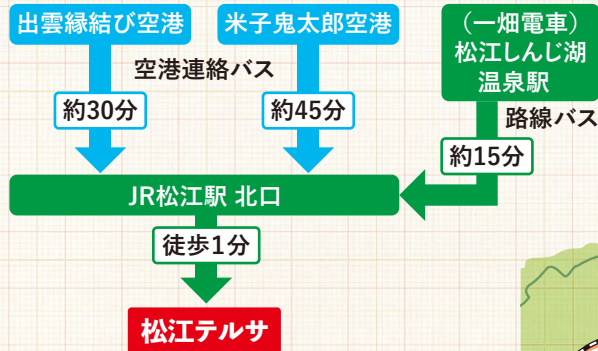 出雲縁結び空港
米子鬼太郎空港
（一畑電車）
松江しんじ湖
温泉駅
空港連絡バス
路線バス
約30分
約45分
約15分
JR松江駅 北口
徒歩1分
松江テルサ